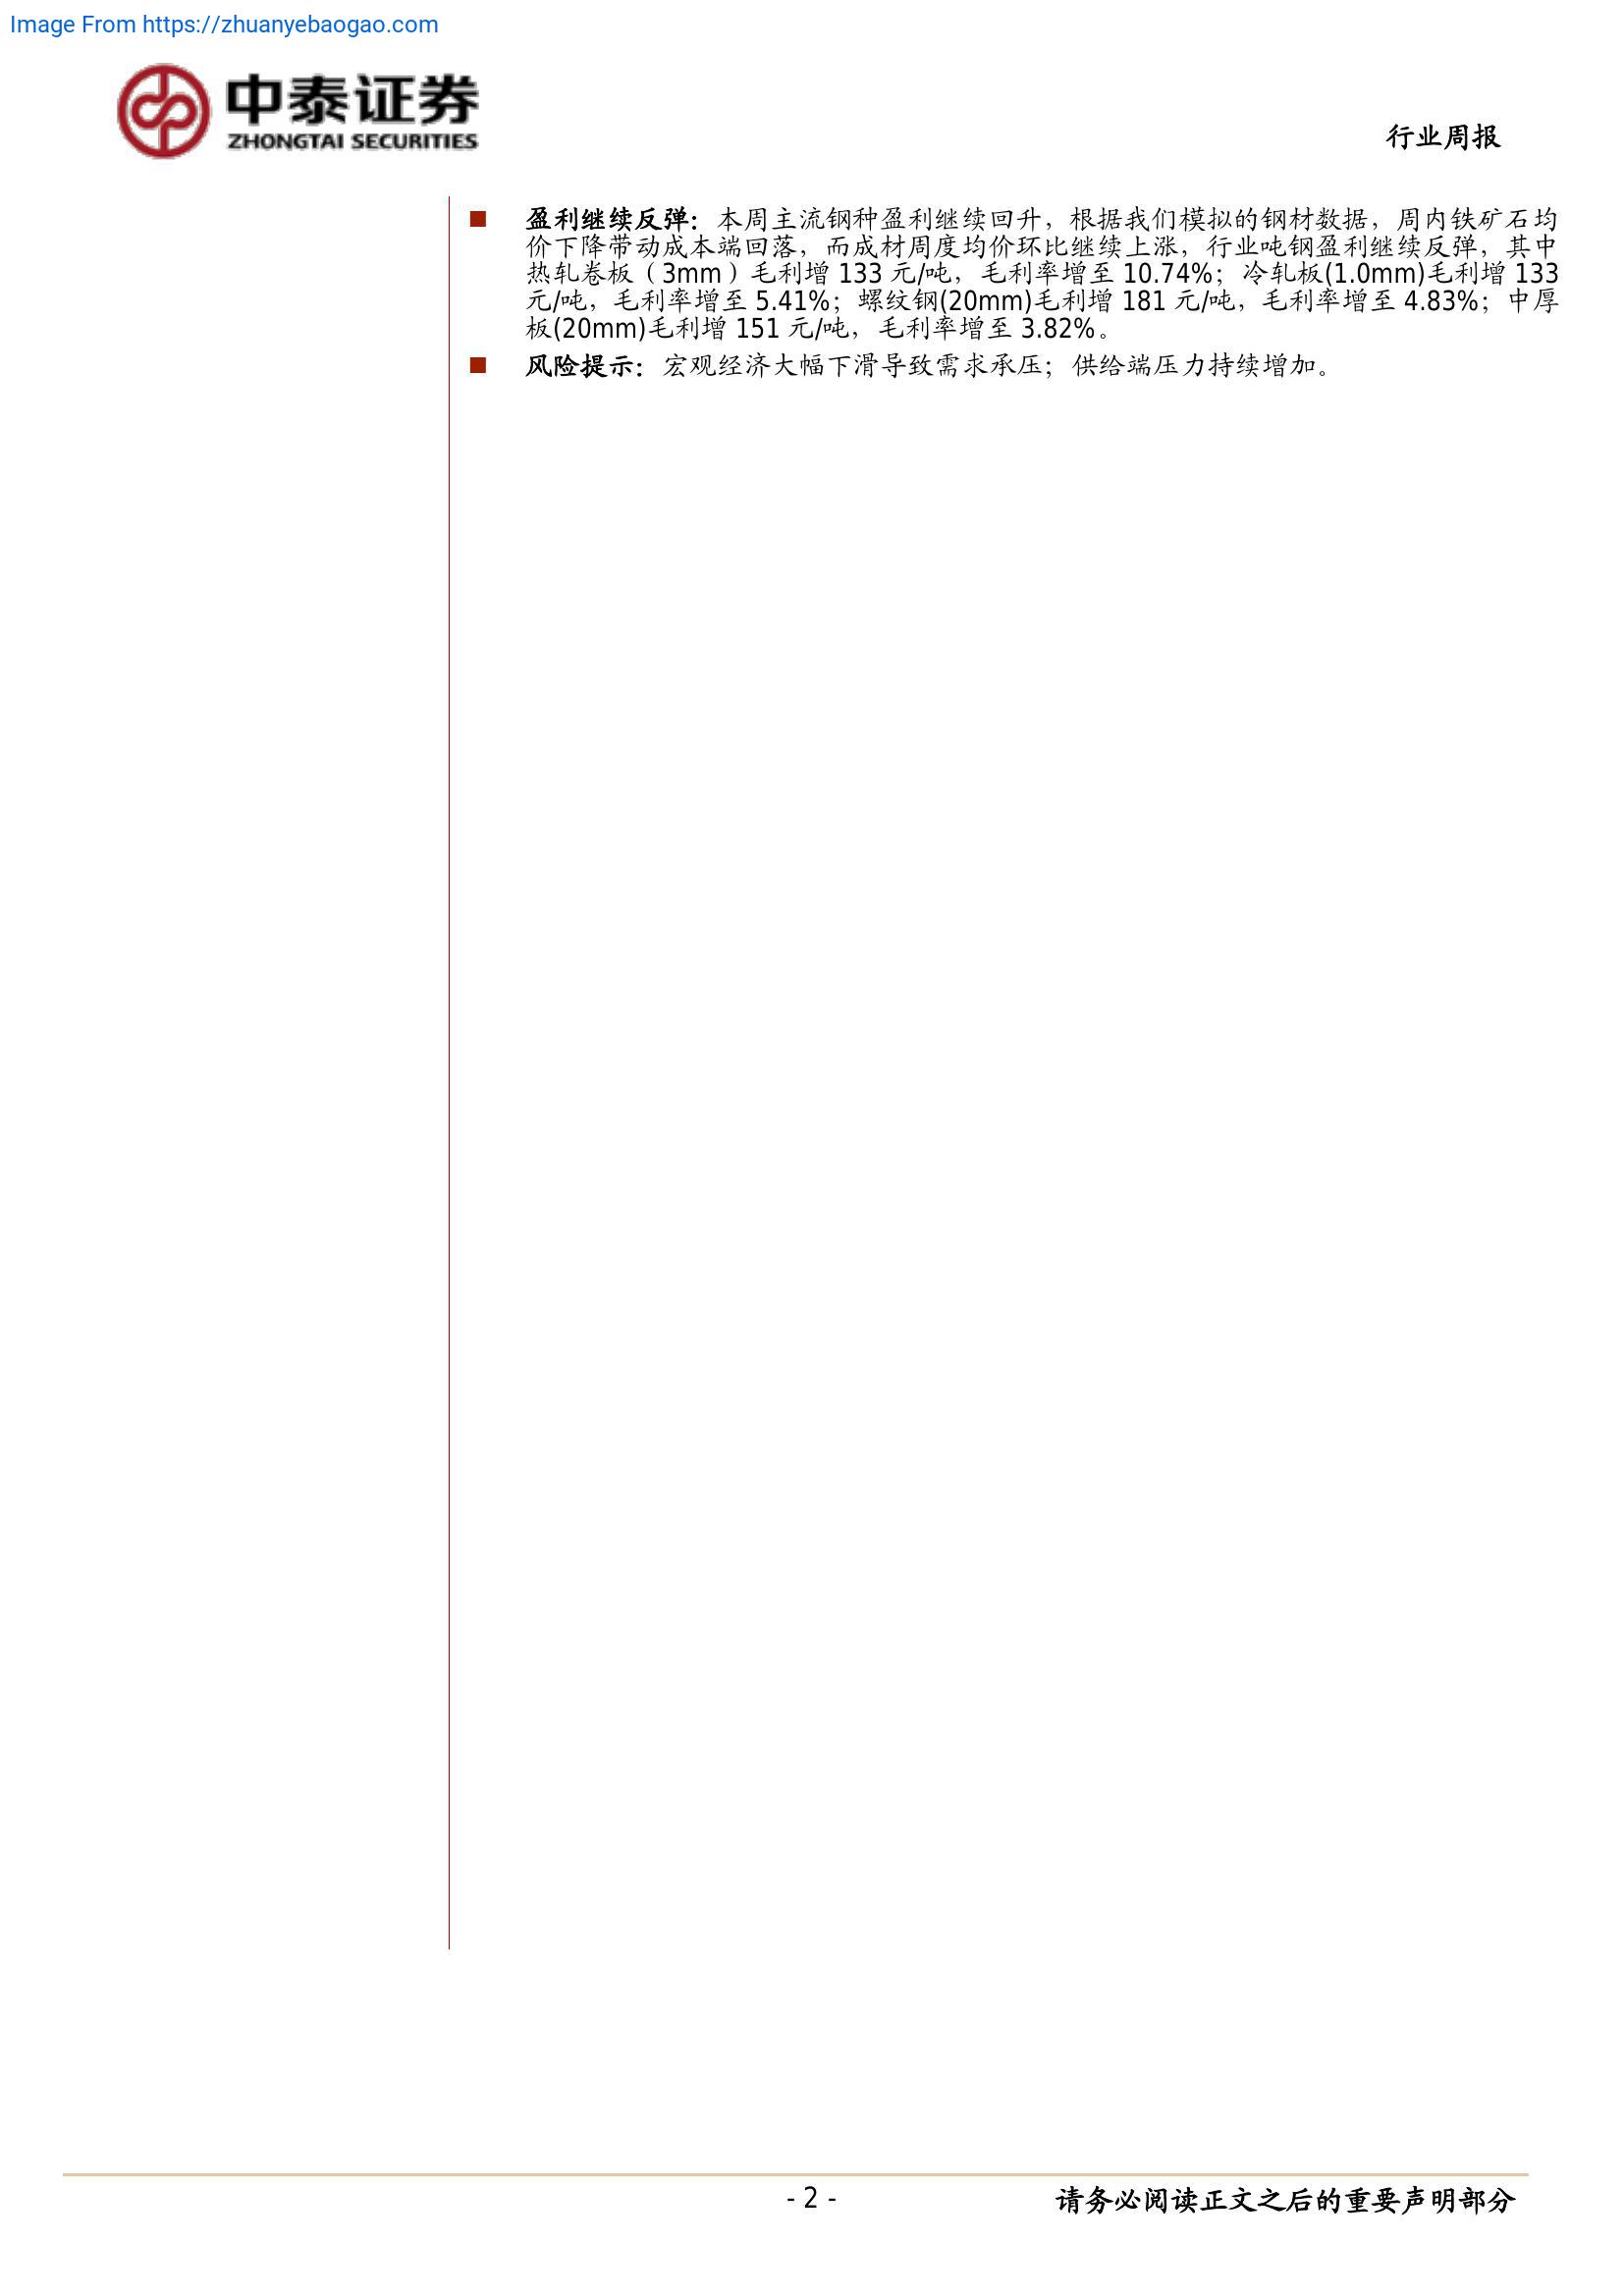 Image From https://zhuanyebaogao.com
中泰证券
ZHONGTAI SECURITIES
行业周报
■ 盈利继续反弹：本周主流钢种盈利继续回升，根据我们模拟的钢材数据，周内铁矿石均
价下降带动成本端回落，而成材周度均价环比继续上涨，行业吨钢盈利继续反弹，其中
热轧卷板（3mm）毛利增 133 元/吨，毛利率增至 10.74%；冷轧板(1.0mm)毛利增 133
元/吨，毛利率增至 5.41%；螺纹钢(20mm)毛利增 181 元/吨，毛利率增至 4.83%；中厚
板(20mm)毛利增 151 元/吨，毛利率增至 3.82%。
■ 风险提示：宏观经济大幅下滑导致需求承压；供给端压力持续增加。
- 2 -
请务必阅读正文之后的重要声明部分